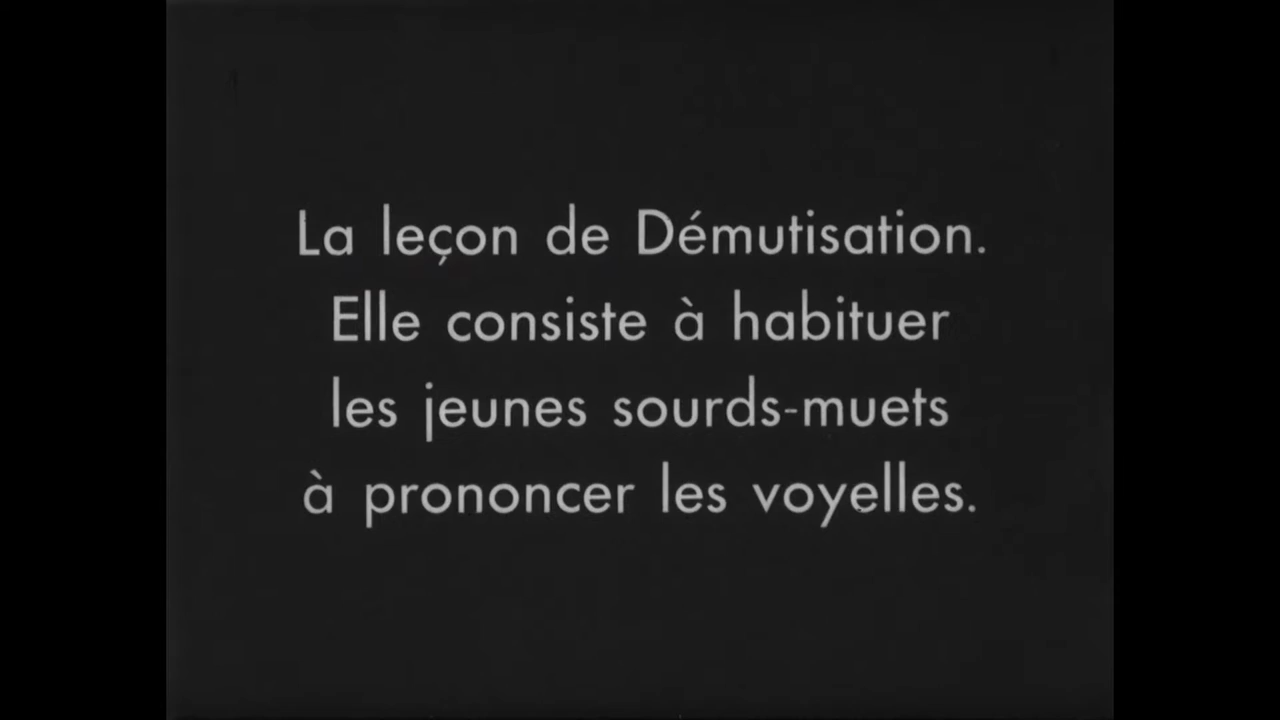 La leçon de Démutisation.
Elle consiste à habituer
les jeunes sourds-muets
à prononcer les voyelles.